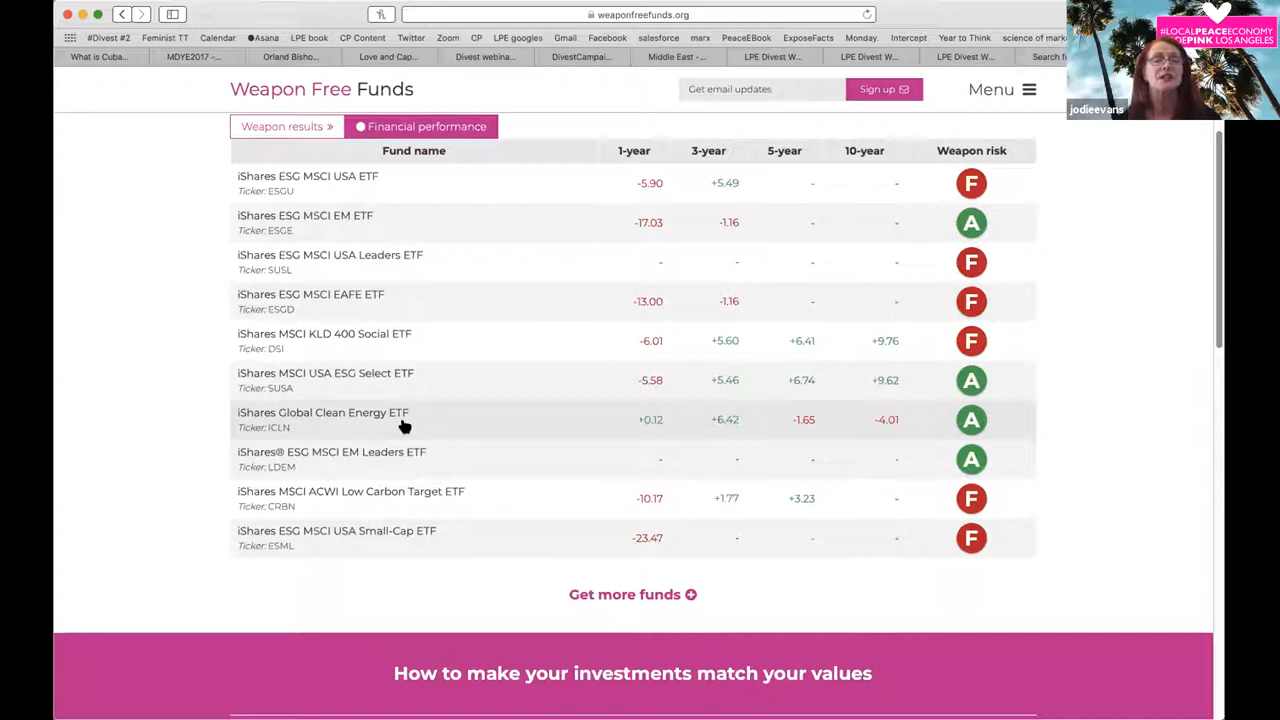 weaponfreefunds.org
#Divest #2 Feminist TT Calendar Asana LPE book CP Content Twitter Zoom CP LPE googles Gmail Facebook salesforce marx PeaceEBook ExposeFacts Monday. Intercept Year to Think science of mark
What is Cuba... MDYE2017 -... Orland Bisho... Love and Cap... Divest webina... DivestCampai... Middle East -... LPE Divest W... LPE Divest W... LPE Divest W... Search fu
#LOCALPEACEECONOMY
DEPINK LOS ANGELES
jodieevans
Weapon Free Funds
Get email updates
Sign up
Menu
Weapon results »
Financial performance
Fund name 1-year 3-year 5-year 10-year Weapon risk
iShares ESG MSCI USA ETF
Ticker: ESGU
-5.90 +5.49 - - F
iShares ESG MSCI EM ETF
Ticker: ESGE
-17.03 -1.16 - - A
iShares ESG MSCI USA Leaders ETF
Ticker: SUSL
- - - - F
iShares ESG MSCI EAFE ETF
Ticker: ESGD
-13.00 -1.16 - - F
iShares MSCI KLD 400 Social ETF
Ticker: DSI
-6.01 +5.60 +6.41 +9.76 F
iShares MSCI USA ESG Select ETF
Ticker: SUSA
-5.58 +5.46 +6.74 +9.62 A
iShares Global Clean Energy ETF
Ticker: ICLN
+0.12 +6.42 -1.65 -4.01 A
iShares® ESG MSCI EM Leaders ETF
Ticker: LDEM
- - - - A
iShares MSCI ACWI Low Carbon Target ETF
Ticker: CRBN
-10.17 +1.77 +3.23 - F
iShares ESG MSCI USA Small-Cap ETF
Ticker: ESML
-23.47 - - - F
Get more funds
How to make your investments match your values